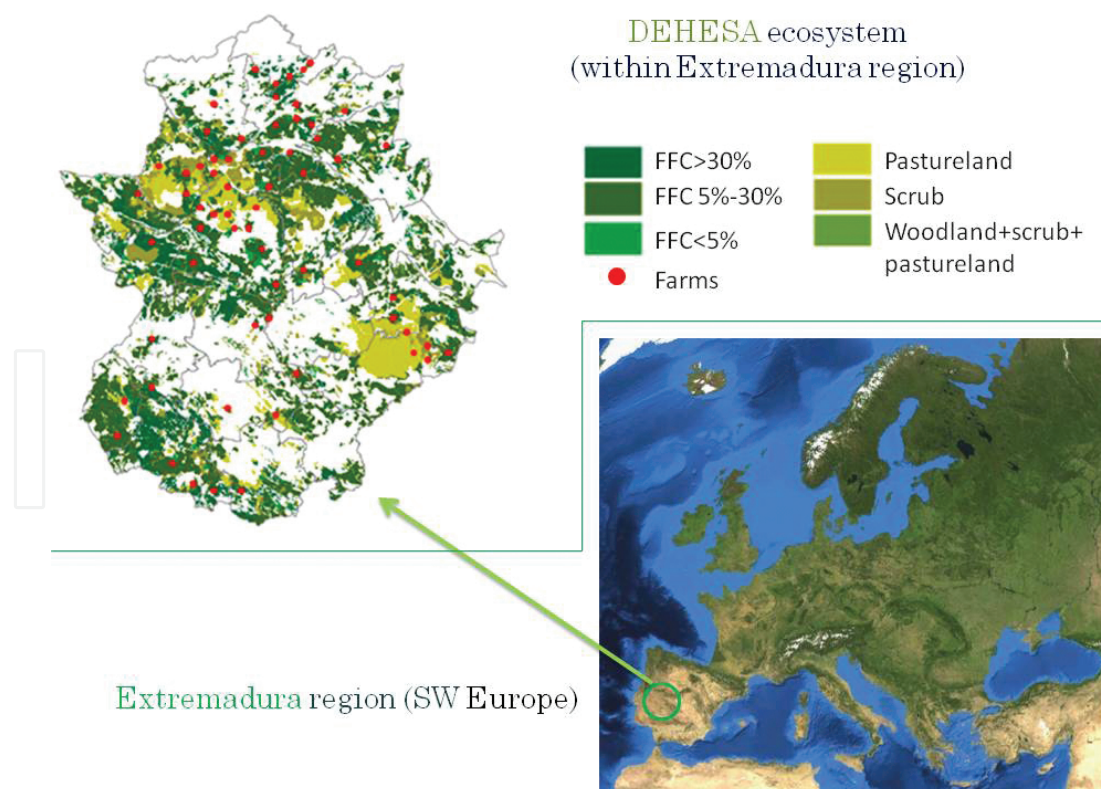 DEHESA ecosystem
(within Extremadura region)
FFC>30%
FFC 5%-30%
FFC<5%
Farms
Pastureland
Scrub
Woodland+scrub+
pastureland
Extremadura region (SW Europe)